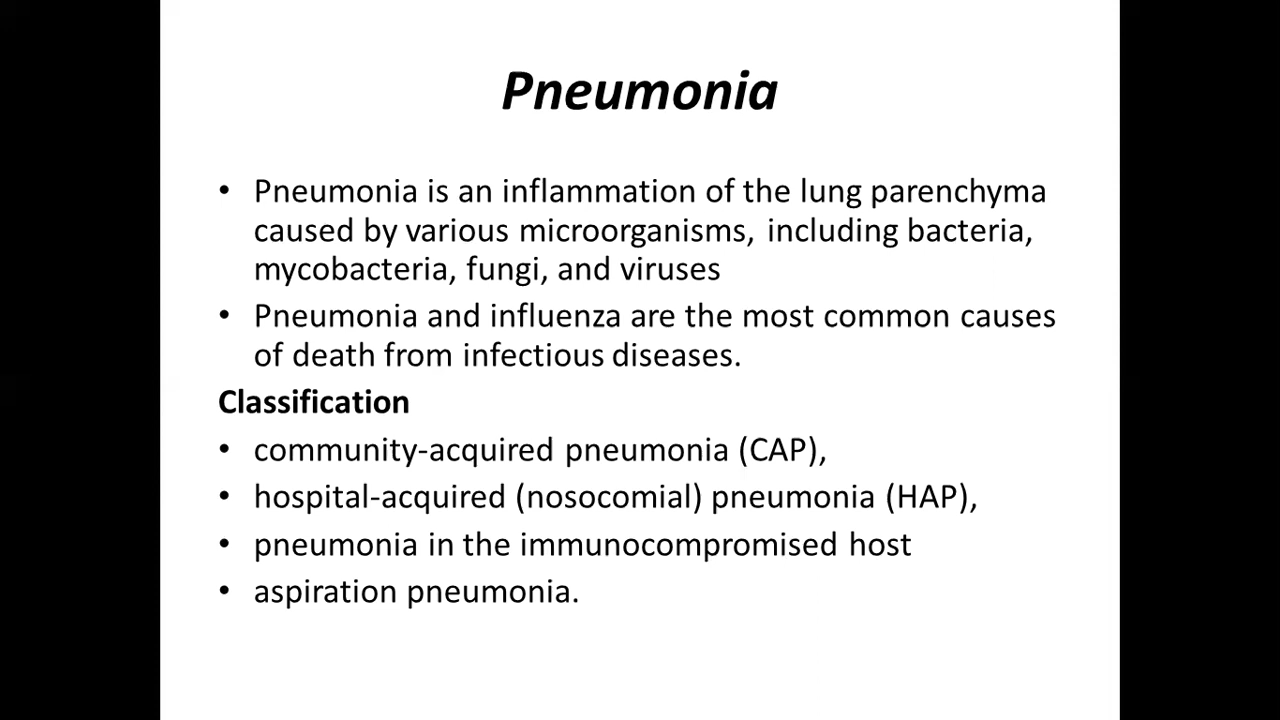 Pneumonia
• Pneumonia is an inflammation of the lung parenchyma
caused by various microorganisms, including bacteria,
mycobacteria, fungi, and viruses
• Pneumonia and influenza are the most common causes
of death from infectious diseases.
Classification
• community-acquired pneumonia (CAP),
• hospital-acquired (nosocomial) pneumonia (HAP),
• pneumonia in the immunocompromised host
• aspiration pneumonia.